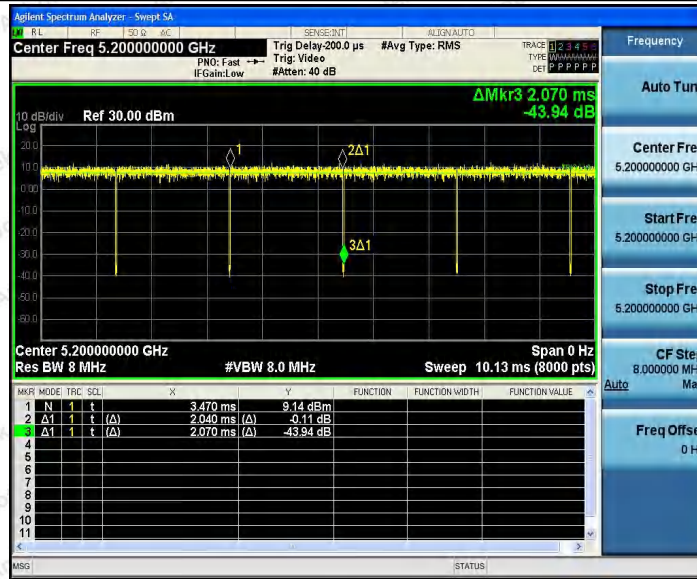 Agilent Spectrum Analyzer - Swept SA
RL RF 50 Ω AC SENSE:INT ALIGN AUTO
Center Freq 5.200000000 GHz
PNO: Fast
IFGain:Low
Trig Delay-200.0 µs
Trig: Video
#Atten: 40 dB
#Avg Type: RMS
TRACE 1 2 3 4 5 6
TYPE
DET P P P P P P
ΔMkr3 2.070 ms
-43.94 dB
10 dB/div
Log
Ref 30.00 dBm
20.0
10.0
0.00
-10.0
-20.0
-30.0
-40.0
-50.0
-60.0
1
2Δ1
3Δ1
Center 5.200000000 GHz Span 0 Hz
Res BW 8 MHz #VBW 8.0 MHz Sweep 10.13 ms (8000 pts)
MKR MODE TRC SCL X Y FUNCTION FUNCTION WIDTH FUNCTION VALUE
1 N 1 t 3.470 ms 9.14 dBm
2 Δ1 1 t (Δ) 2.040 ms (Δ) -0.11 dB
3 Δ1 1 t (Δ) 2.070 ms (Δ) -43.94 dB
4
5
6
7
8
9
10
11
MSG STATUS
Frequency
Auto Tun
Center Fre
5.200000000 GH
Start Fre
5.200000000 GH
Stop Fre
5.200000000 GH
CF Ste
8.000000 MH
Auto Ma
Freq Offse
0 H